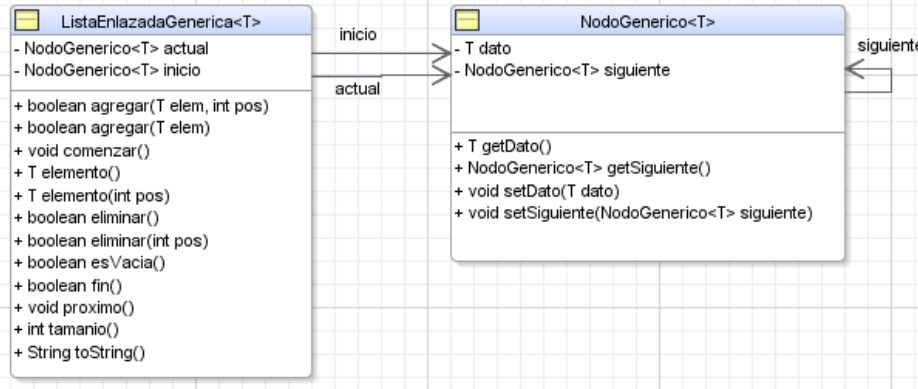 ListaEnlazadaGenerica<T>
- NodoGenerico<T> actual
- NodoGenerico<T> inicio
+ boolean agregar(T elem, int pos)
+ boolean agregar(T elem)
+ void comenzar()
+ T elemento()
+ T elemento(int pos)
+ boolean eliminar()
+ boolean eliminar(int pos)
+ boolean esVacia()
+ boolean fin()
+ void proximo()
+ int tamanio()
+ String toString()
inicio
actual
NodoGenerico<T>
- T dato
- NodoGenerico<T> siguiente
+ T getDato()
+ NodoGenerico<T> getSiguiente()
+ void setDato(T dato)
+ void setSiguiente(NodoGenerico<T> siguiente)
siguiente